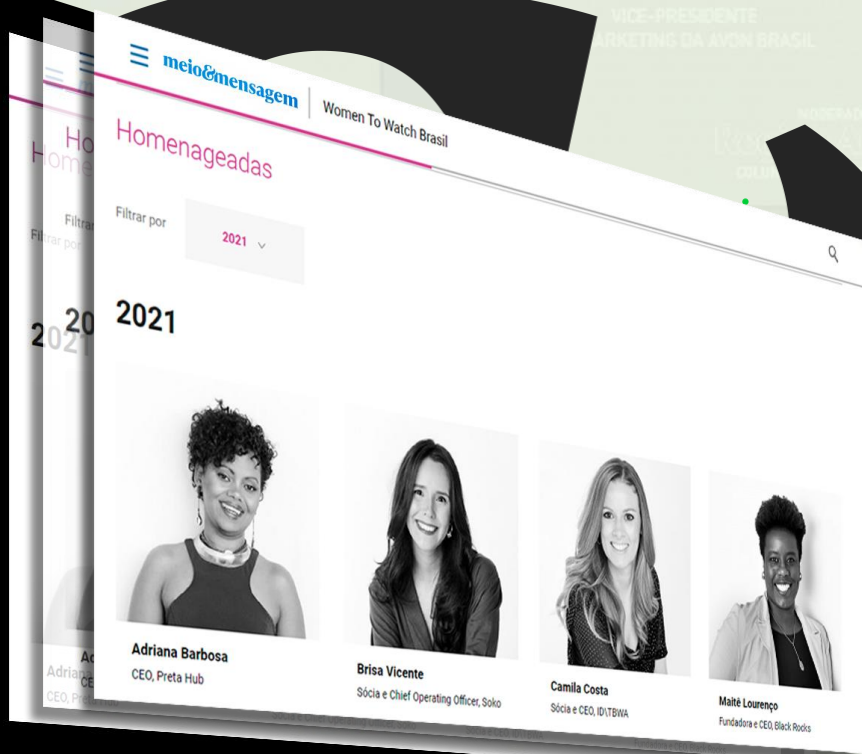 VICE-PRESIDENTE
MARKETING DA AVON BRASIL
meio&mensagem
Women To Watch Brasil
Homenageadas
Filtrar por
2021
2021
Adriana Barbosa
CEO, Preta Hub
Brisa Vicente
Sócia e Chief Operating Officer, Soko
Camila Costa
Sócia e CEO, ID\TBWA
Maitê Lourenço
Fundadora e CEO, Black Rocks